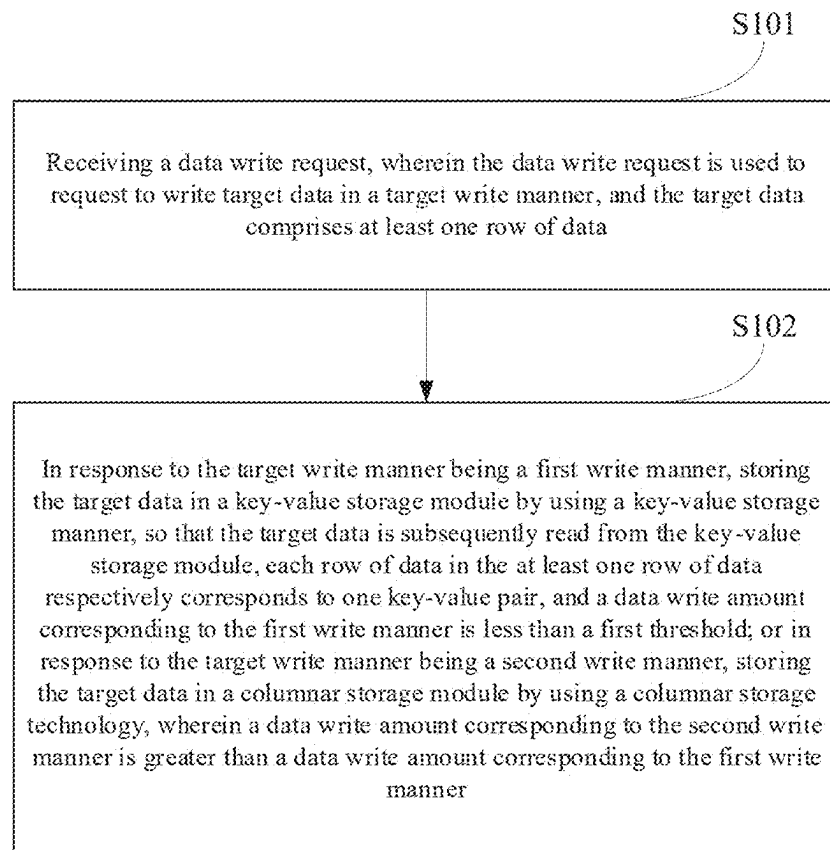 S101
Receiving a data write request, wherein the data write request is used to
request to write target data in a target write manner, and the target data
comprises at least one row of data
S102
In response to the target write manner being a first write manner, storing
the target data in a key-value storage module by using a key-value storage
manner, so that the target data is subsequently read from the key-value
storage module, each row of data in the at least one row of data
respectively corresponds to one key-value pair, and a data write amount
corresponding to the first write manner is less than a first threshold; or in
response to the target write manner being a second write manner, storing
the target data in a columnar storage module by using a columnar storage
technology, wherein a data write amount corresponding to the second write
manner is greater than a data write amount corresponding to the first write
manner